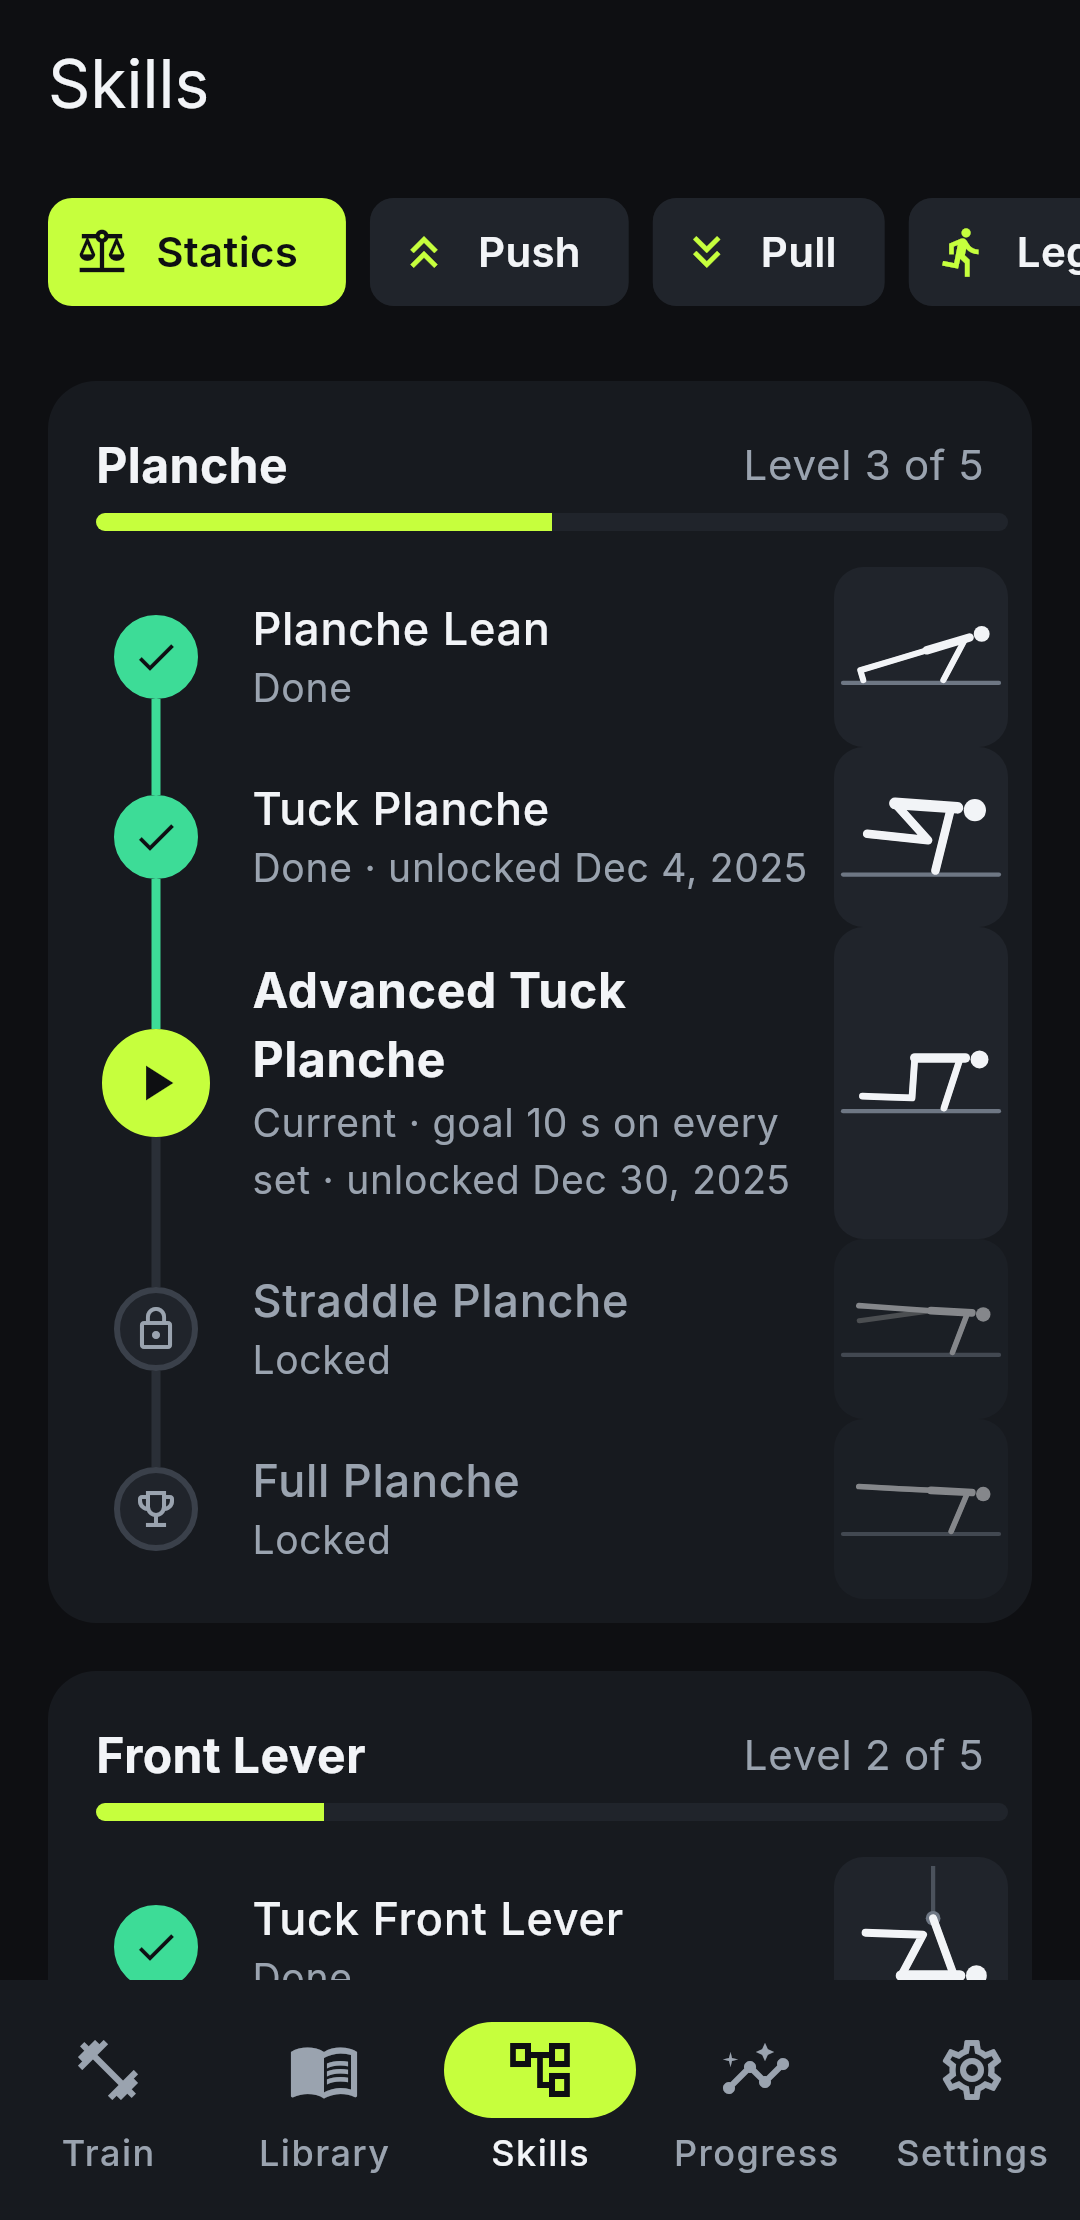 Skills
Statics
Push
Pull
Leg
Planche
Level 3 of 5
Planche Lean
Done
Tuck Planche
Done · unlocked Dec 4, 2025
Advanced Tuck
Planche
Current · goal 10 s on every
set · unlocked Dec 30, 2025
Straddle Planche
Locked
Full Planche
Locked
Front Lever
Level 2 of 5
Tuck Front Lever
Done
Train
Library
Skills
Progress
Settings